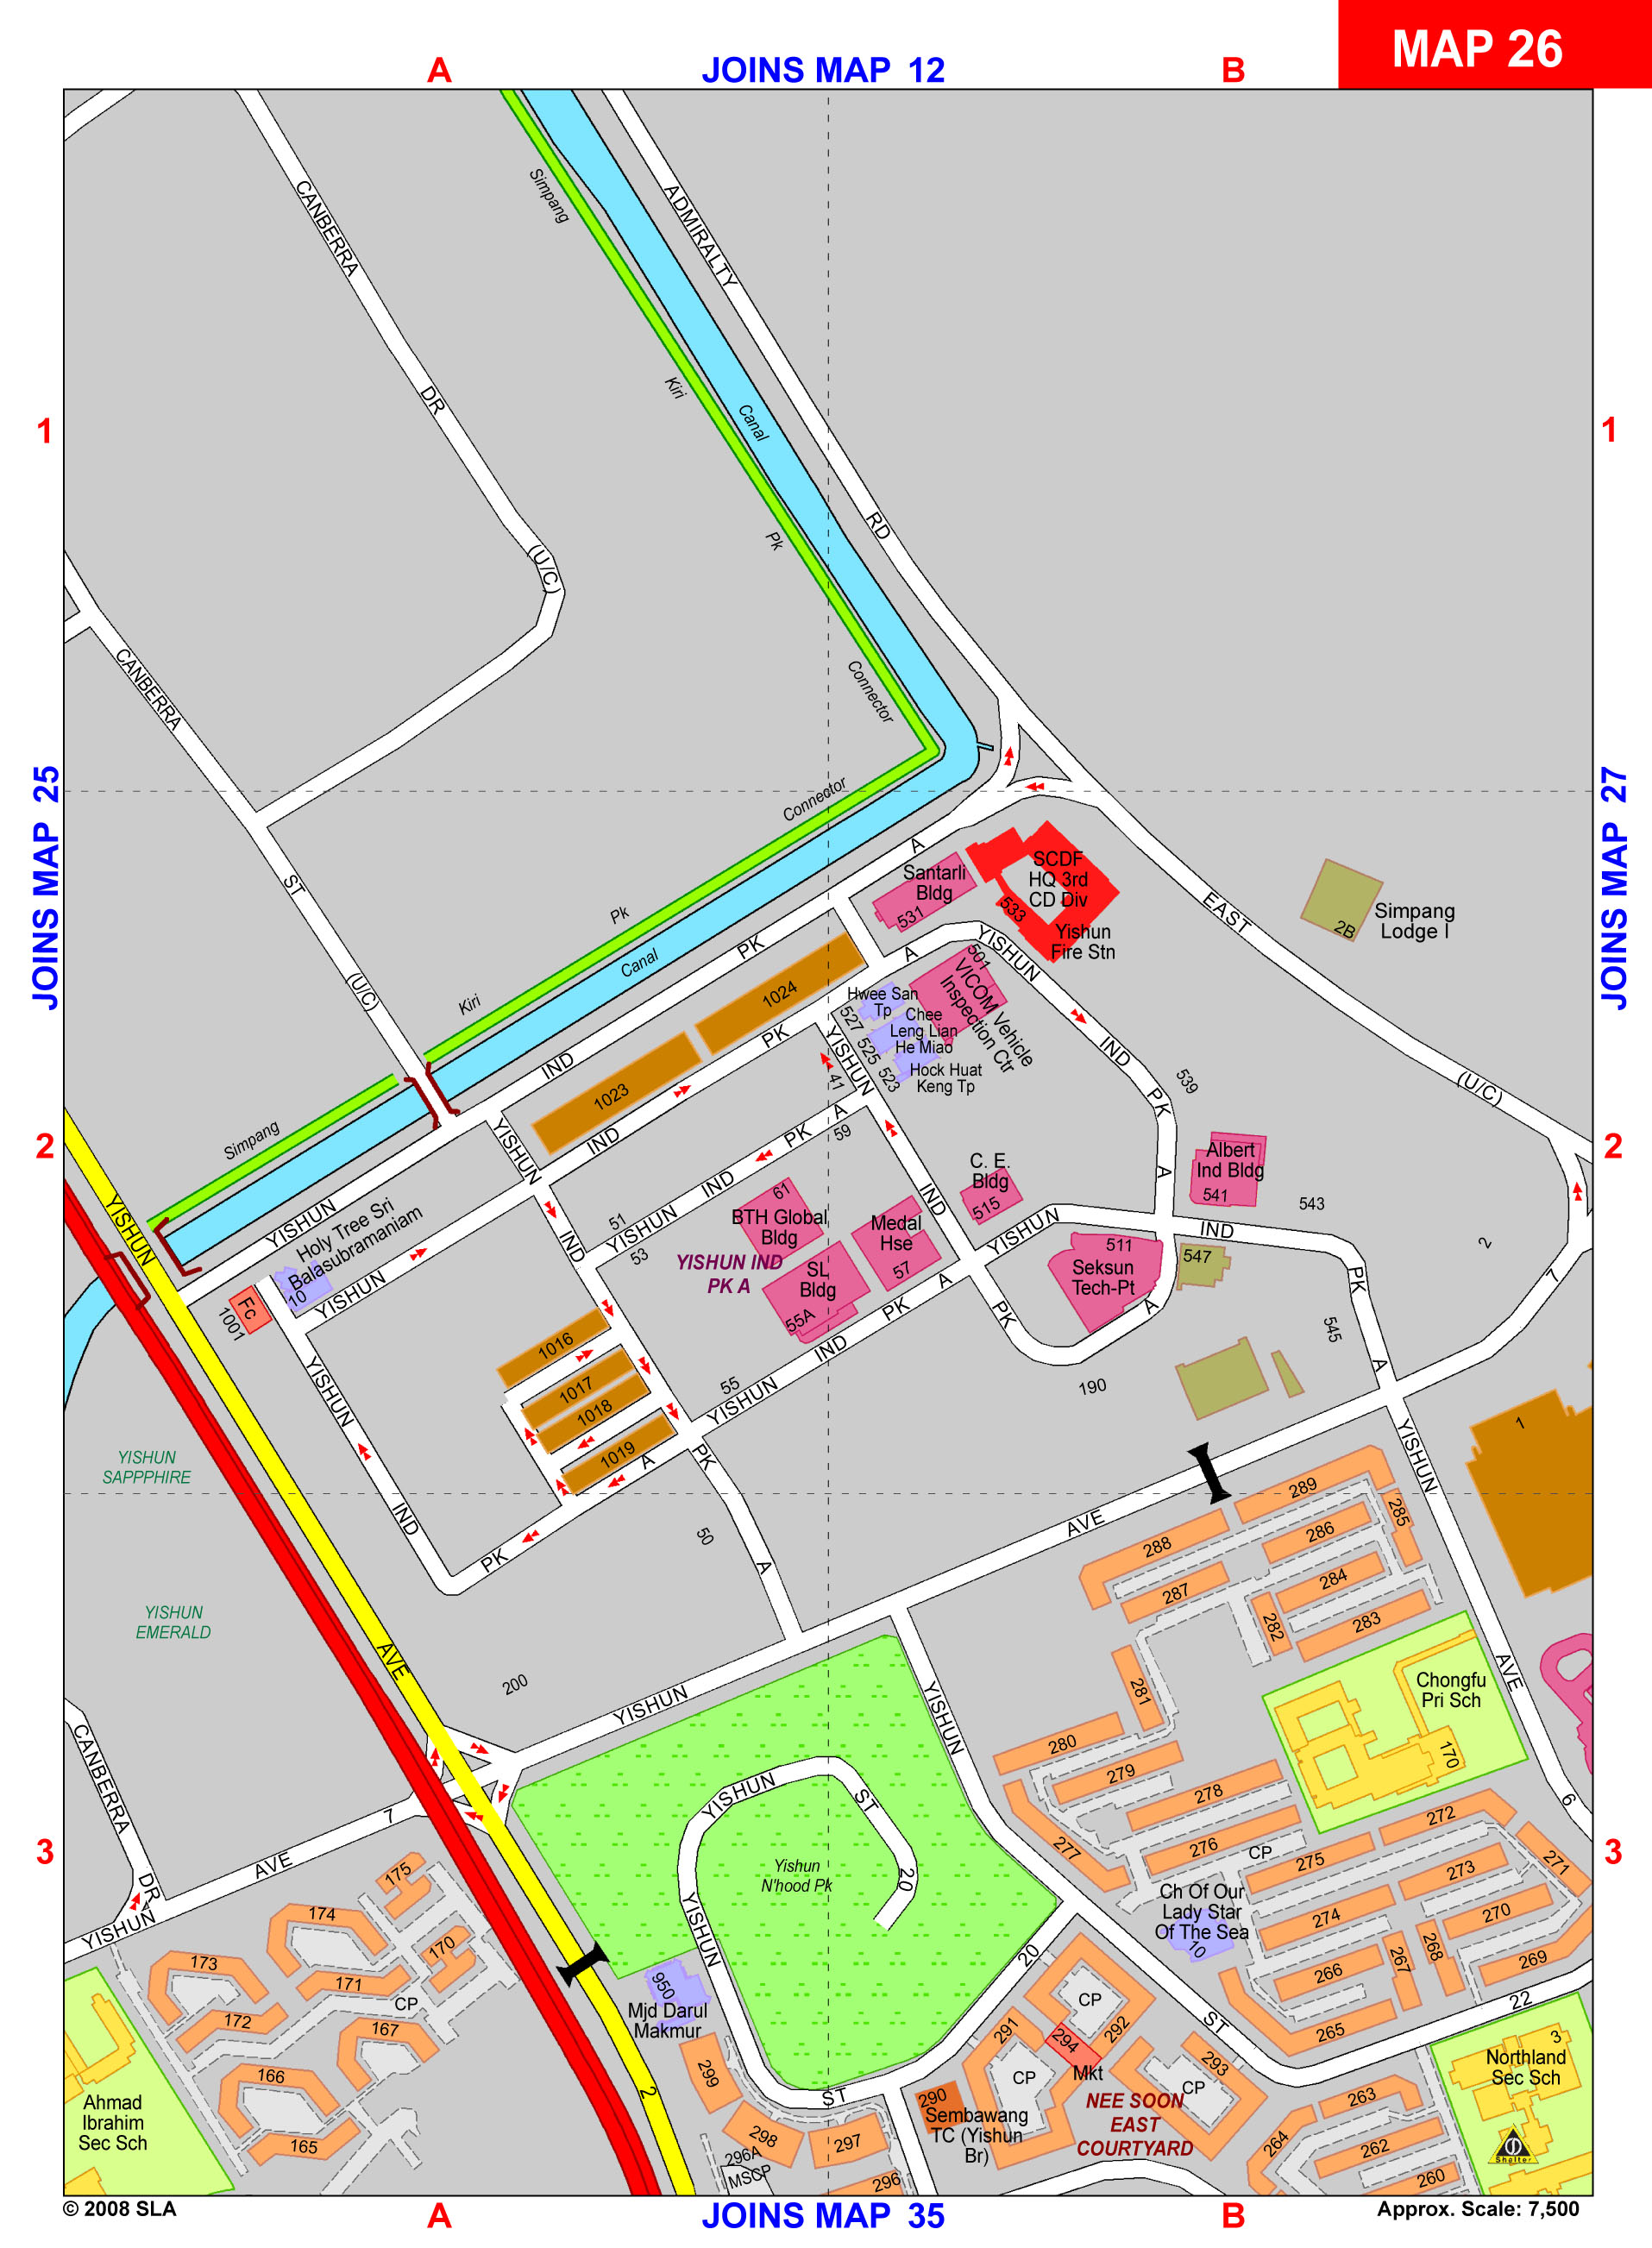 MAP 26
A
JOINS MAP 12
B
Simpang
CANBERRA
ADMIRALTY
1
DR
Kiri
Canal
1
RD
Pk
(U/C)
CANBERRA
Connector
JOINS MAP 25
JOINS MAP 27
Connector
ST
A
Santarli
Bldg
531
SCDF
HQ 3rd
CD Div
533
Yishun
Fire Stn
EAST
Simpang
Lodge I
2B
Pk
PK
Canal
A
YISHUN
501
VICOM Vehicle
Inspection Ctr
(U/C)
Kiri
1024
Hwee San
Tp
527
Chee
Leng Lian
He Miao
525
Hock Huat
Keng Tp
523
IND
PK
YISHUN
IND
539
(U/C)
1023
41
PK
2
Simpang
YISHUN
IND
A
PK
59
2
Albert
Ind Bldg
541
C. E.
Bldg
515
A
YISHUN
YISHUN
Holy Tree Sri
Balasubramaniam
10
IND
51
53
YISHUN
IND
61
BTH Global
Bldg
Medal
Hse
57
IND
YISHUN
IND
543
2
7
YISHUN
YISHUN IND
PK A
SL
Bldg
55A
511
Seksun
Tech-Pt
547
PK
A
PK
A
PK
545
A
Fc
1001
1016
1017
1018
1019
IND
55
YISHUN
190
YISHUN
YISHUN
SAPPPHIRE
PK
A
1
YISHUN
IND
PK
50
A
AVE
289
285
288
286
287
284
283
282
YISHUN
EMERALD
AVE
200
YISHUN
YISHUN
281
Chongfu
Pri Sch
170
AVE
CANBERRA
280
279
278
YISHUN
ST
20
7
AVE
3
DR
YISHUN
Yishun
N'hood Pk
277
276
CP
275
272
6
3
273
271
175
174
170
173
171
CP
172
167
166
165
YISHUN
Ch Of Our
Lady Star
Of The Sea
10
274
270
268
267
269
266
265
22
20
ST
950
Mjd Darul
Makmur
CP
291
292
294
Mkt
CP
293
CP
3
Northland
Sec Sch
Shelter
299
ST
290
Sembawang
TC (Yishun
Br)
NEE SOON
EAST
COURTYARD
263
264
262
260
Ahmad
Ibrahim
Sec Sch
2
298
297
296A
MSCP
296
© 2008 SLA
A
JOINS MAP 35
B
Approx. Scale: 7,500